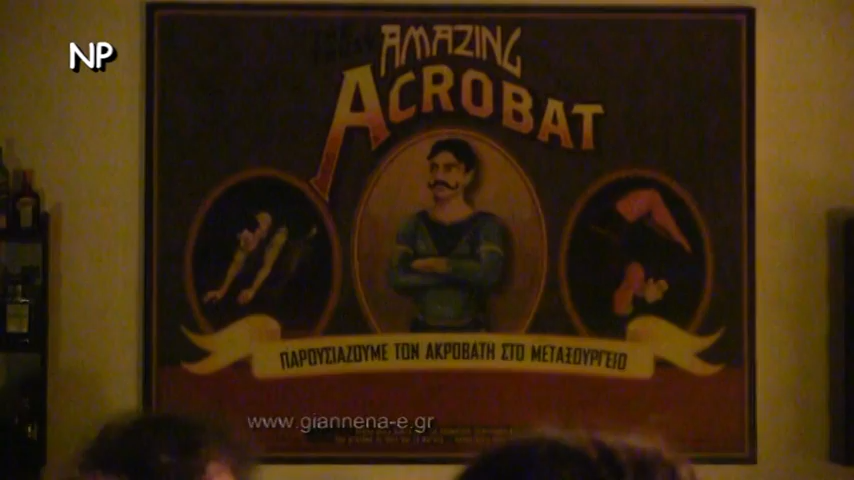 NP
AMAZING
ACROBAT
ΠΑΡΟΥΣΙΑΖΟΥΜΕ ΤΟΝ ΑΚΡΟΒΑΤΗ ΣΤΟ ΜΕΤΑΞΟΥΡΓΕΙΟ
www.giannena-e.gr